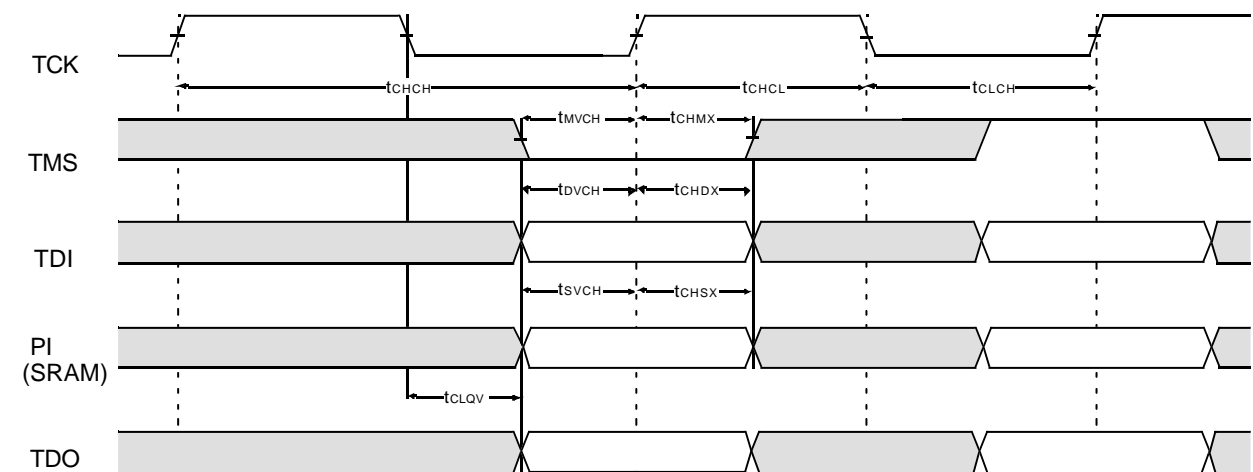 TCK
tCHCH
tCHCL
tCLCH
tMVCH
tCHMX
TMS
tDVCH
tCHDX
TDI
tSVCH
tCHSX
PI
(SRAM)
tCLQV
TDO